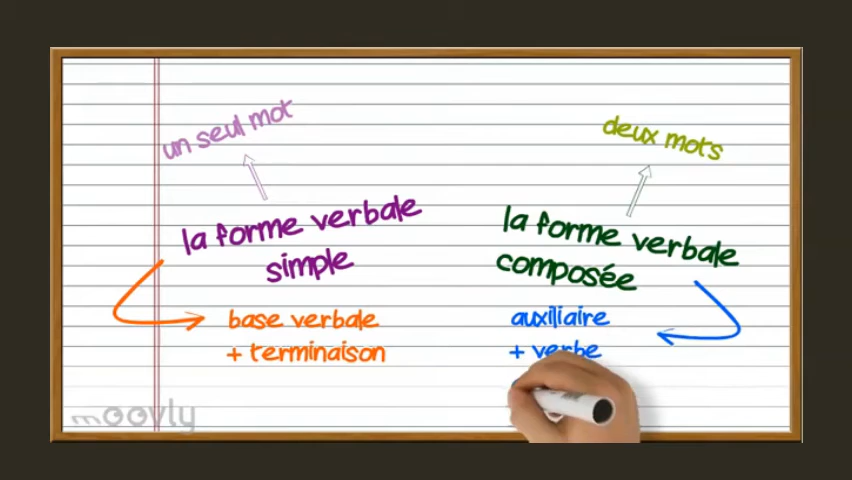 un seul mot
deux mots
la forme verbale
simple
la forme verbale
composée
base verbale
+ terminaison
auxiliaire
+ verbe
moovly